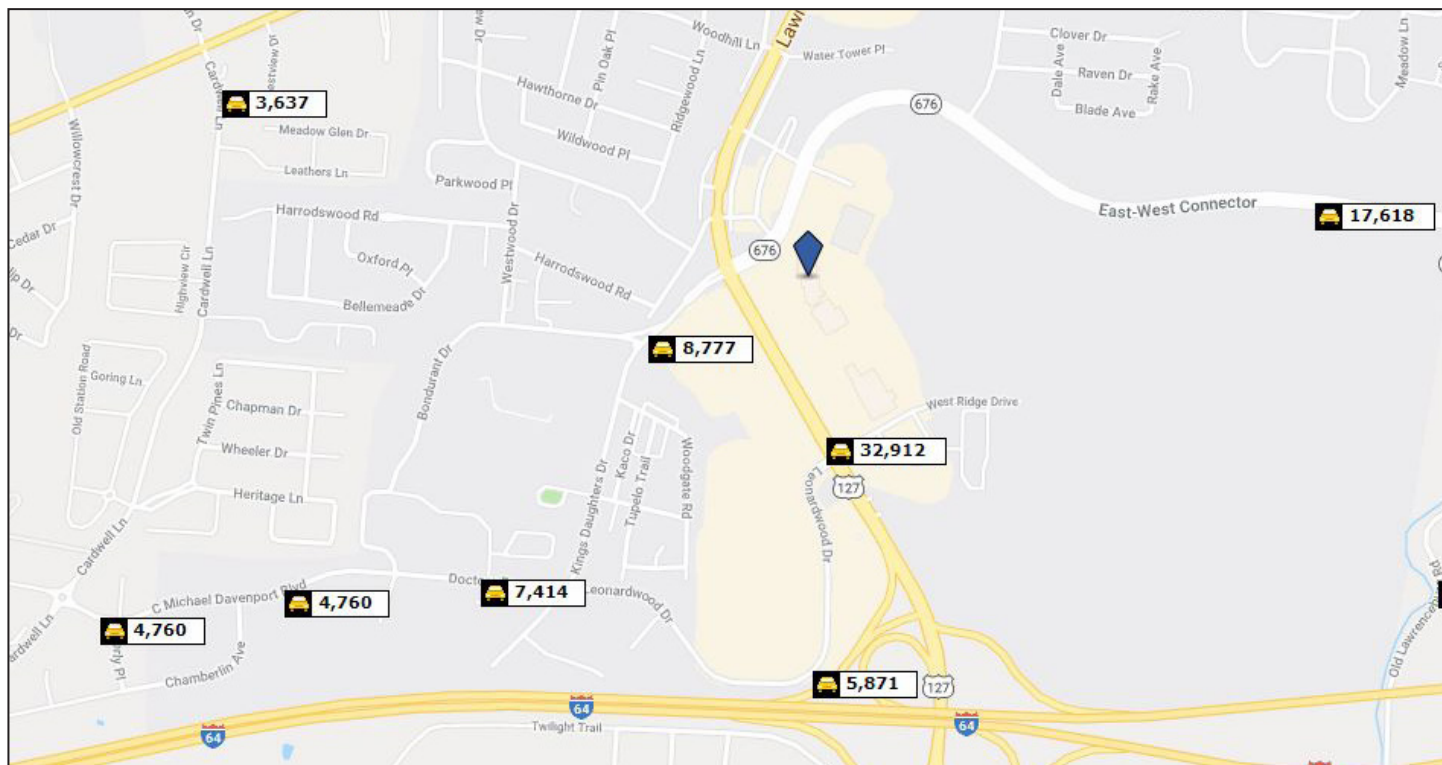 Woodhill Ln
Water Tower Pl
Clover Dr
Dale Ave
Raven Dr
Rake Ave
Blade Ave
Meadow Ln
Pin Oak Pl
Ridgewood Ln
Hawthorne Dr
Wildwood Pl
Cardwell Ln
3,637
Willowcrest Dr
Meadow Glen Dr
Leathers Ln
Parkwood Pl
676
East-West Connector
17,618
Harrodswood Rd
Oxford Pl
Westwood Dr
Harrodswood Rd
676
Cedar Dr
Highview Cir
Cardwell Ln
Bellemeade Dr
8,777
Old Station Road
Goring Ln
Twin Pines Ln
Chapman Dr
Bondurant Dr
West Ridge Drive
Wheeler Dr
Heritage Ln
Kings Daughters Dr
Kaco Dr
Tupelo Trail
Woodgate Rd
32,912
127
Leonardwood Dr
Cardwell Ln
C Michael Davenport Blvd
4,760
7,414
Leonardwood Dr
4,760
Chamberlin Ave
5,871
127
64
64
64
Twilight Trail